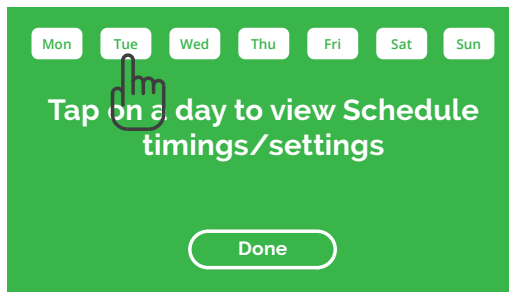 Mon Tue Wed Thu Fri Sat Sun
Tap on a day to view Schedule
timings/settings
Done